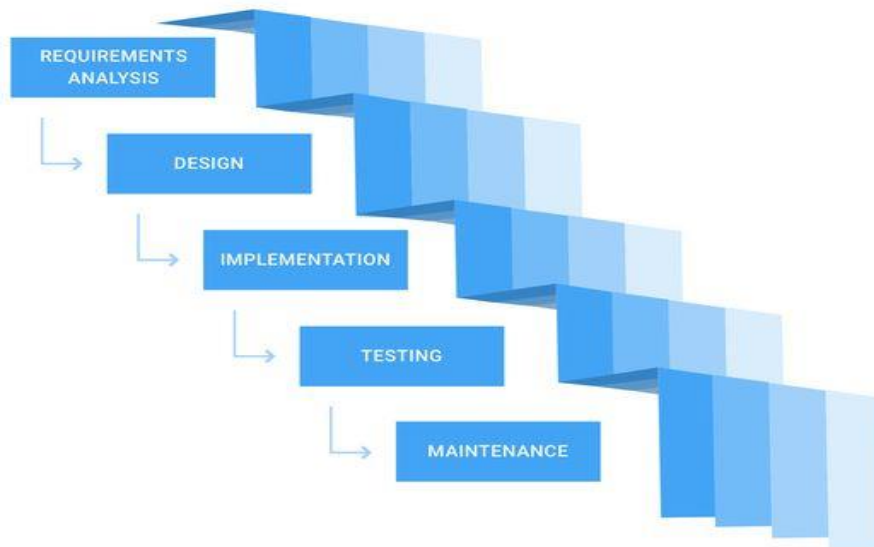 REQUIREMENTS
ANALYSIS
DESIGN
IMPLEMENTATION
TESTING
MAINTENANCE